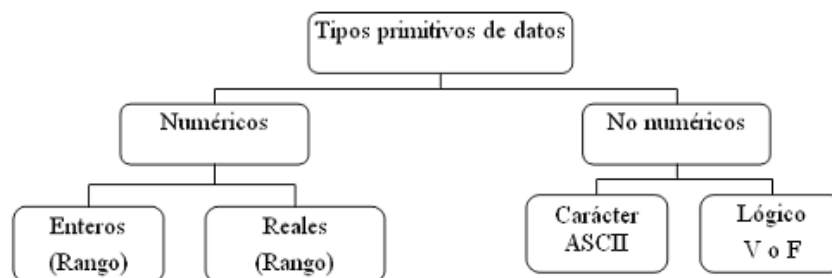 Tipos primitivos de datos
Numéricos
No numéricos
Enteros
(Rango)
Reales
(Rango)
Carácter
ASCII
Lógico
V o F